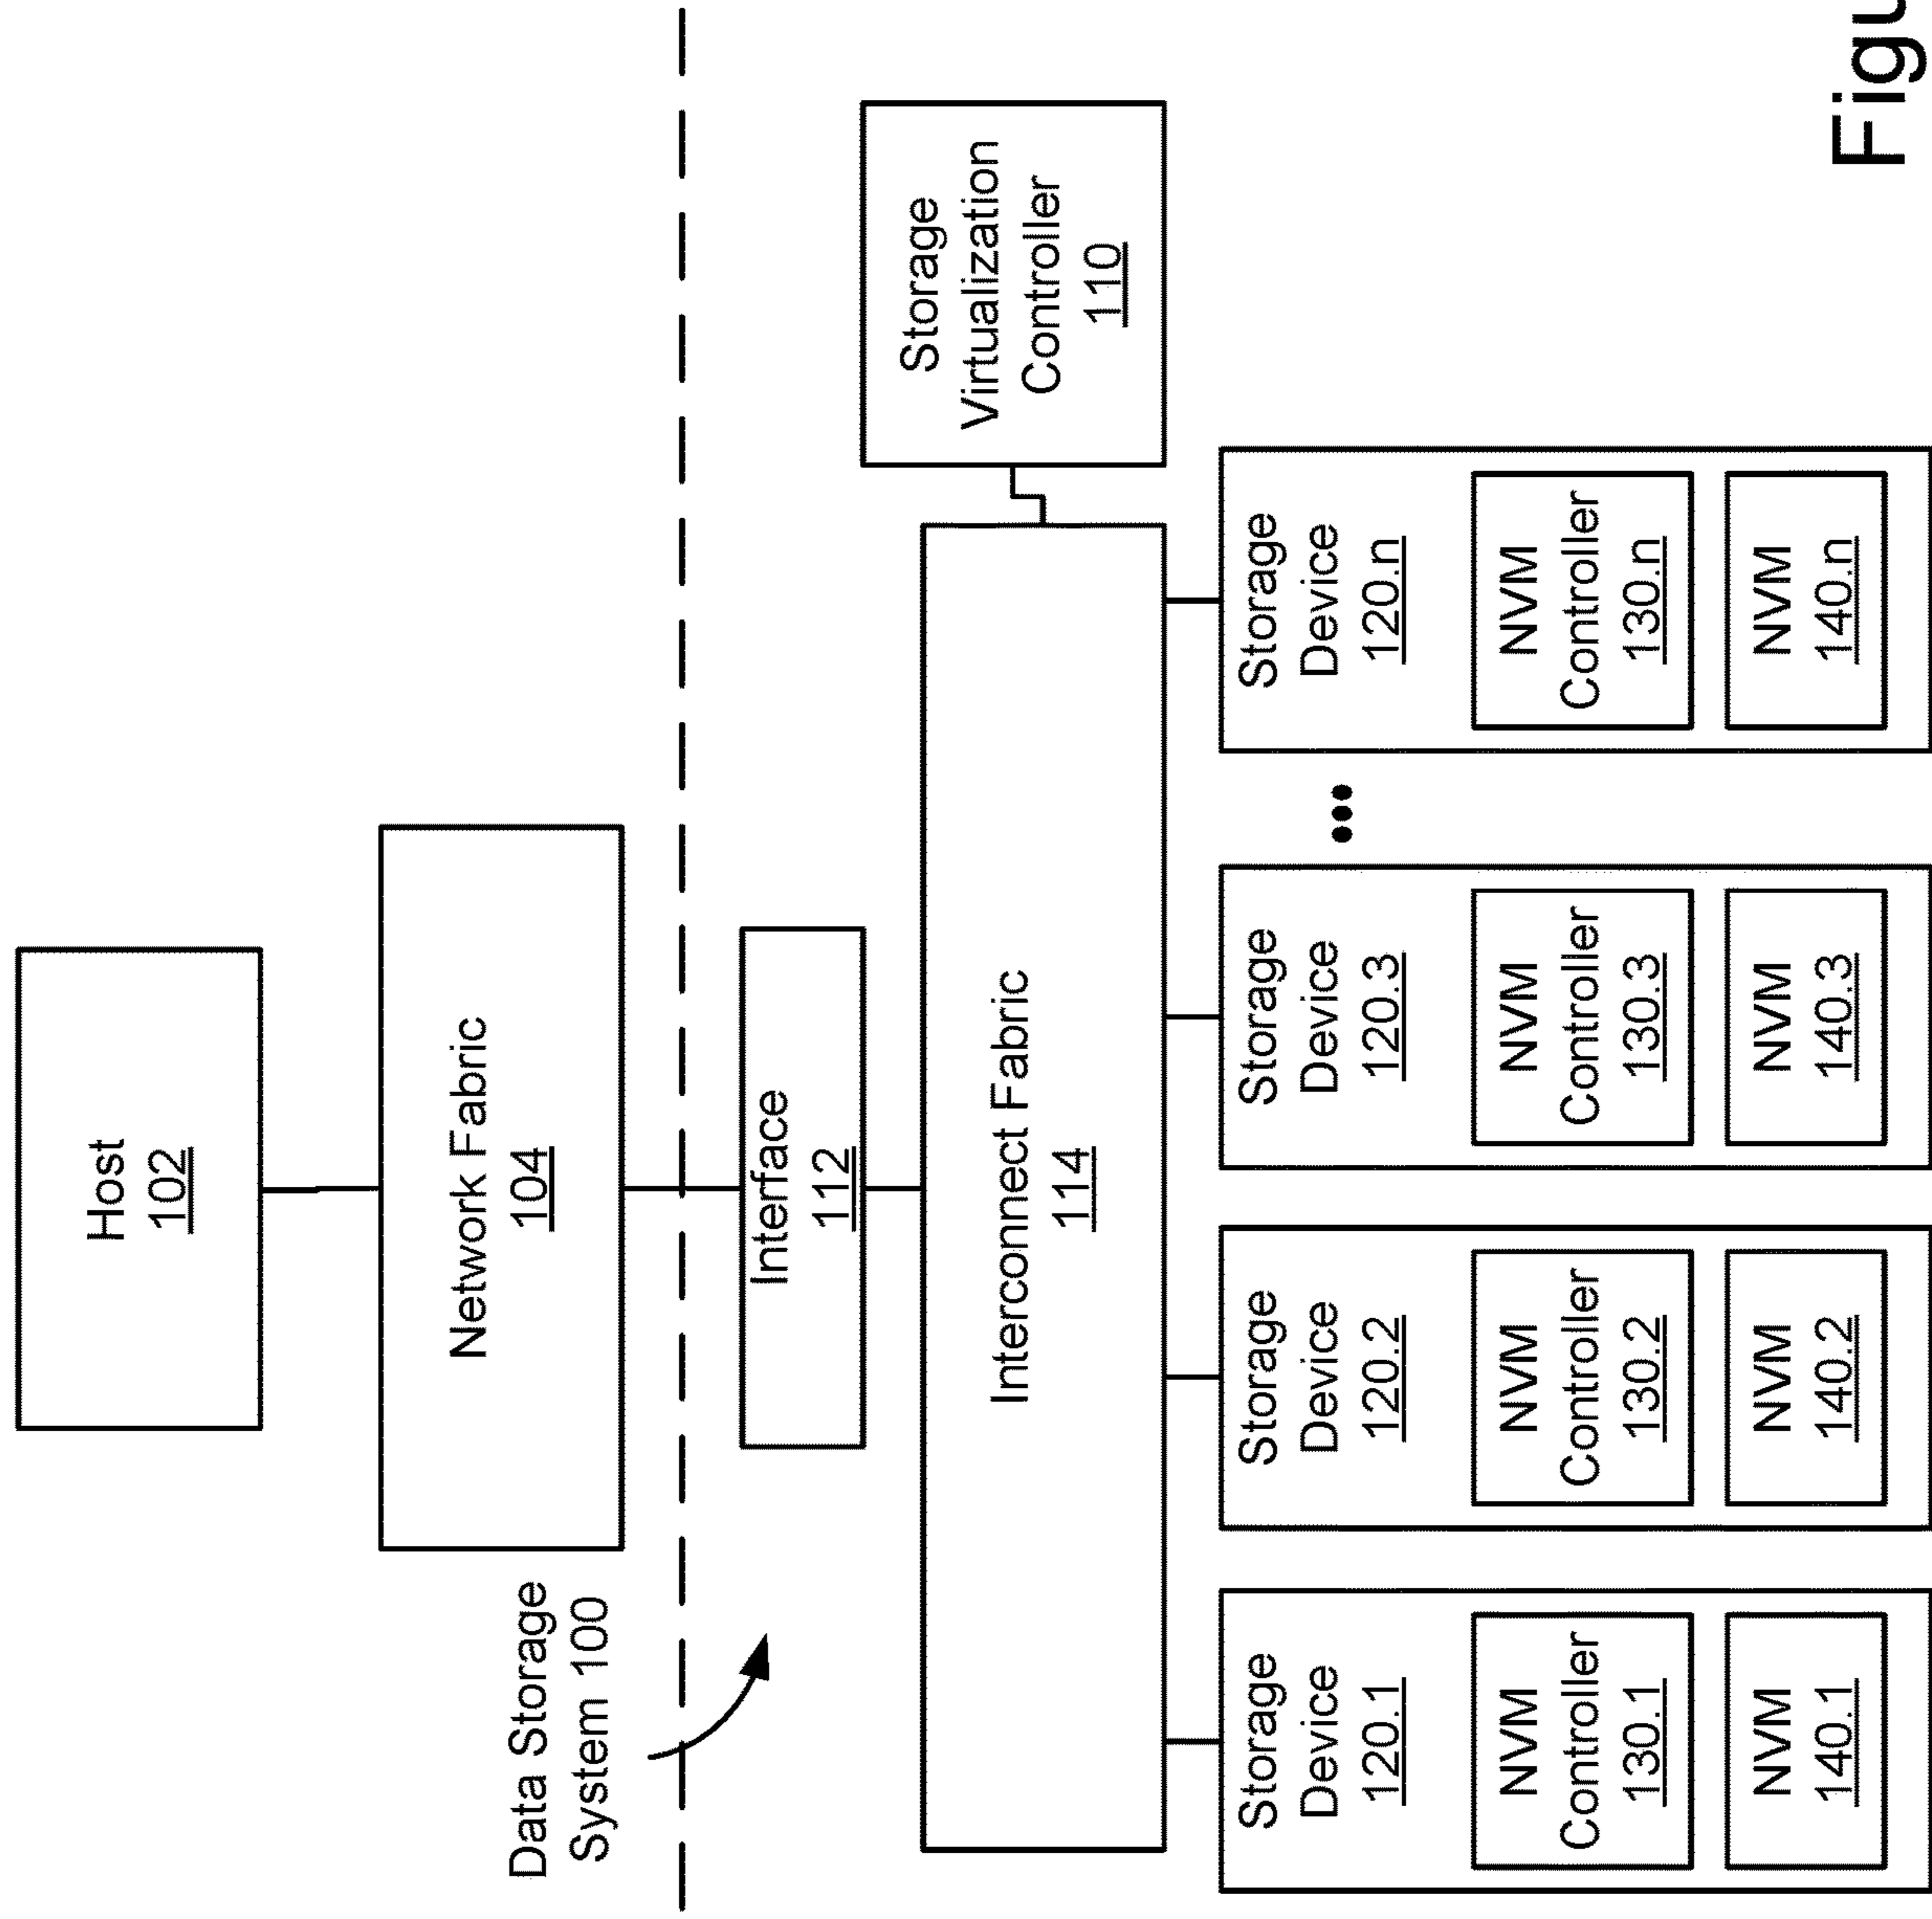 Host
102
Network Fabric
104
Data Storage
System 100
Interface
112
Interconnect Fabric
114
Storage
Virtualization
Controller
110
Storage
Device
120.1
NVM
Controller
130.1
NVM
140.1
Storage
Device
120.2
NVM
Controller
130.2
NVM
140.2
Storage
Device
120.3
NVM
Controller
130.3
NVM
140.3
•••
Storage
Device
120.n
NVM
Controller
130.n
NVM
140.n